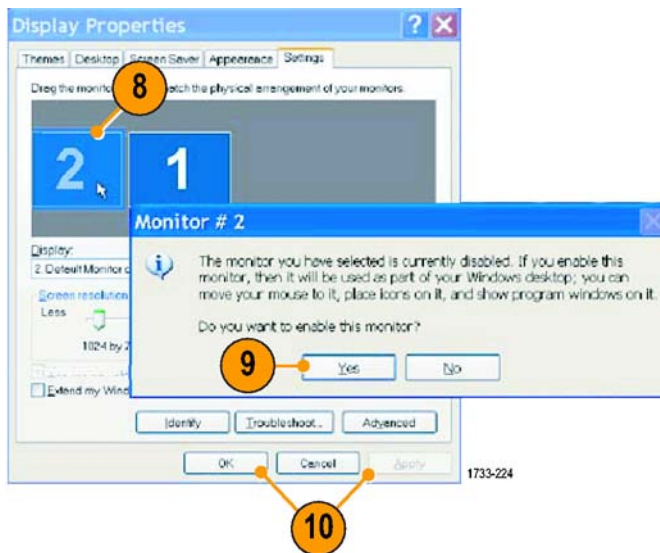 Display Properties
Themes Desktop Screen Saver Appearance Settings
Drag the monitor match the physical arrangement of your monitors.
8
2
1
Monitor # 2
The monitor you have selected is currently disabled. If you enable this
monitor, then it will be used as part of your Windows desktop; you can
move your mouse to it, place icons on it, and show program windows on it.
Do you want to enable this monitor?
9
Yes No
Display:
2. Default Monitor
Screen resolution
Less
1024 by 7
Extend my Wind
Identify Troubleshoot... Advanced
OK Cancel Apply
1733-224
10